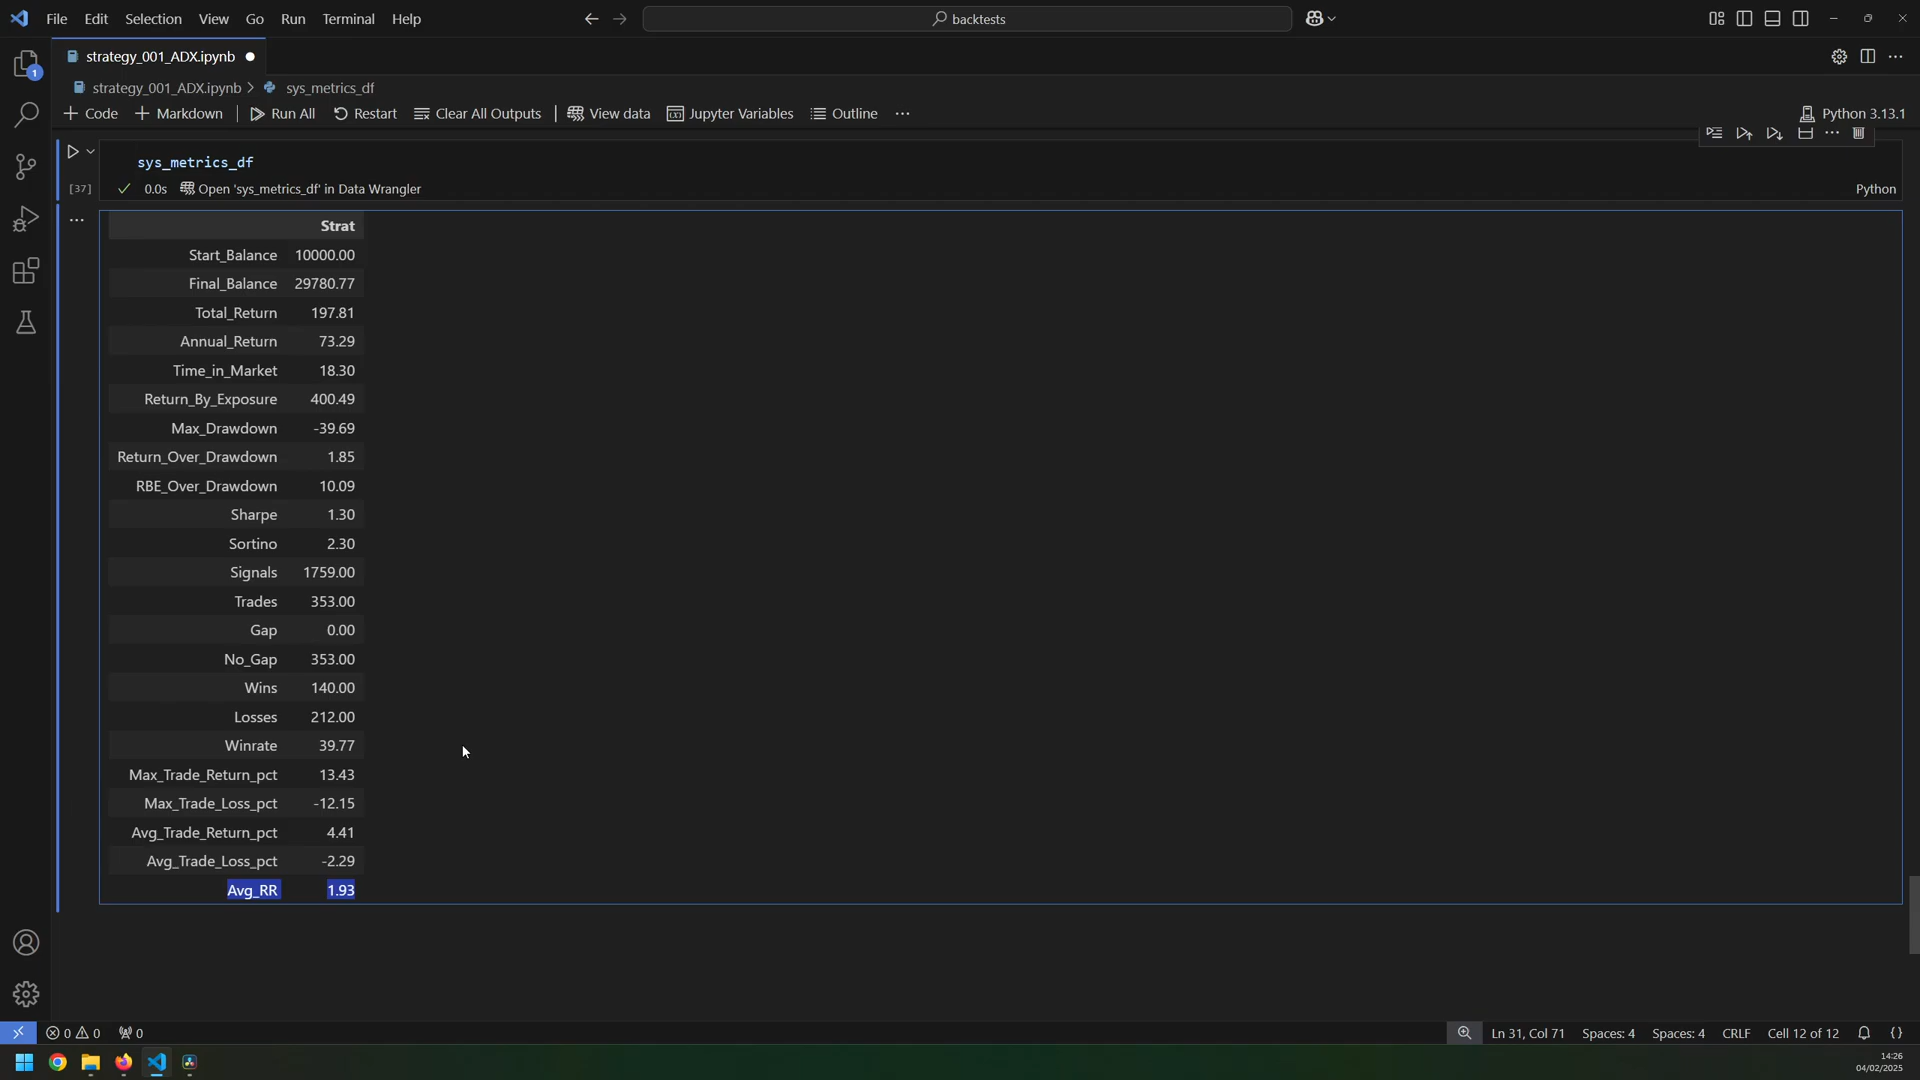 File Edit Selection View Go Run Terminal Help
backtests
strategy_001_ADX.ipynb
strategy_001_ADX.ipynb > sys_metrics_df
Code Markdown Run All Restart Clear All Outputs View data Jupyter Variables Outline ...
Python 3.13.1
sys_metrics_df
[37] 0.0s Open 'sys_metrics_df' in Data Wrangler
Python
Strat
Start_Balance 10000.00
Final_Balance 29780.77
Total_Return 197.81
Annual_Return 73.29
Time_in_Market 18.30
Return_By_Exposure 400.49
Max_Drawdown -39.69
Return_Over_Drawdown 1.85
RBE_Over_Drawdown 10.09
Sharpe 1.30
Sortino 2.30
Signals 1759.00
Trades 353.00
Gap 0.00
No_Gap 353.00
Wins 140.00
Losses 212.00
Winrate 39.77
Max_Trade_Return_pct 13.43
Max_Trade_Loss_pct -12.15
Avg_Trade_Return_pct 4.41
Avg_Trade_Loss_pct -2.29
Avg_RR 1.93
1
0 0 0
Ln 31, Col 71 Spaces: 4 Spaces: 4 CRLF Cell 12 of 12
14:26
04/02/2025